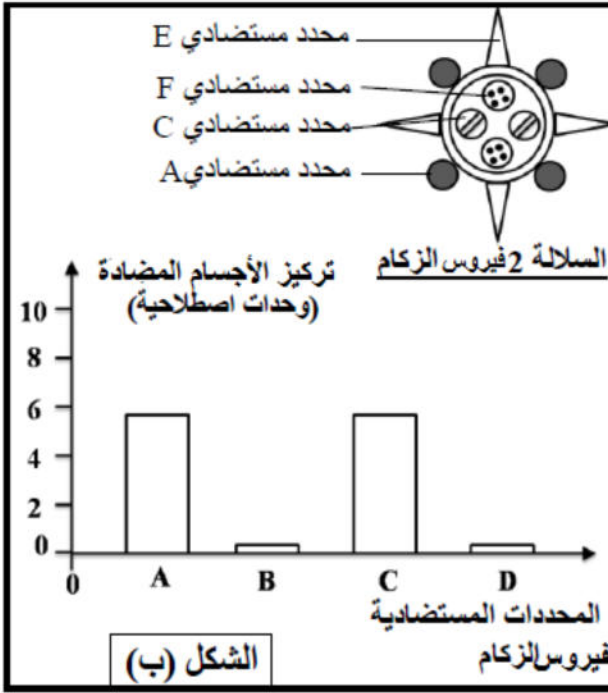 محدد مستضادي E
محدد مستضادي F
محدد مستضادي C
محدد مستضادي A
السلالة 2 فيروس الزكام
تركيز الأجسام المضادة
(وحدات اصطلاحية)
10
8
6
4
2
0
0 A B C D
المحددات المستضادية
فيروس الزكام
الشكل (ب)